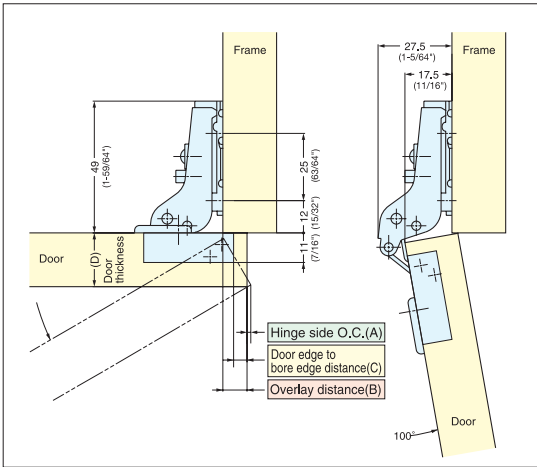 Frame
27.5
(1-5/64")
Frame
17.5
(11/16")
49
(1-59/64")
25
(63/64")
12
(15/32")
11
(7/16")
Door
(D)
Door
thickness
Hinge side O.C.(A)
Door edge to
bore edge distance(C)
Overlay distance(B)
Door
100°